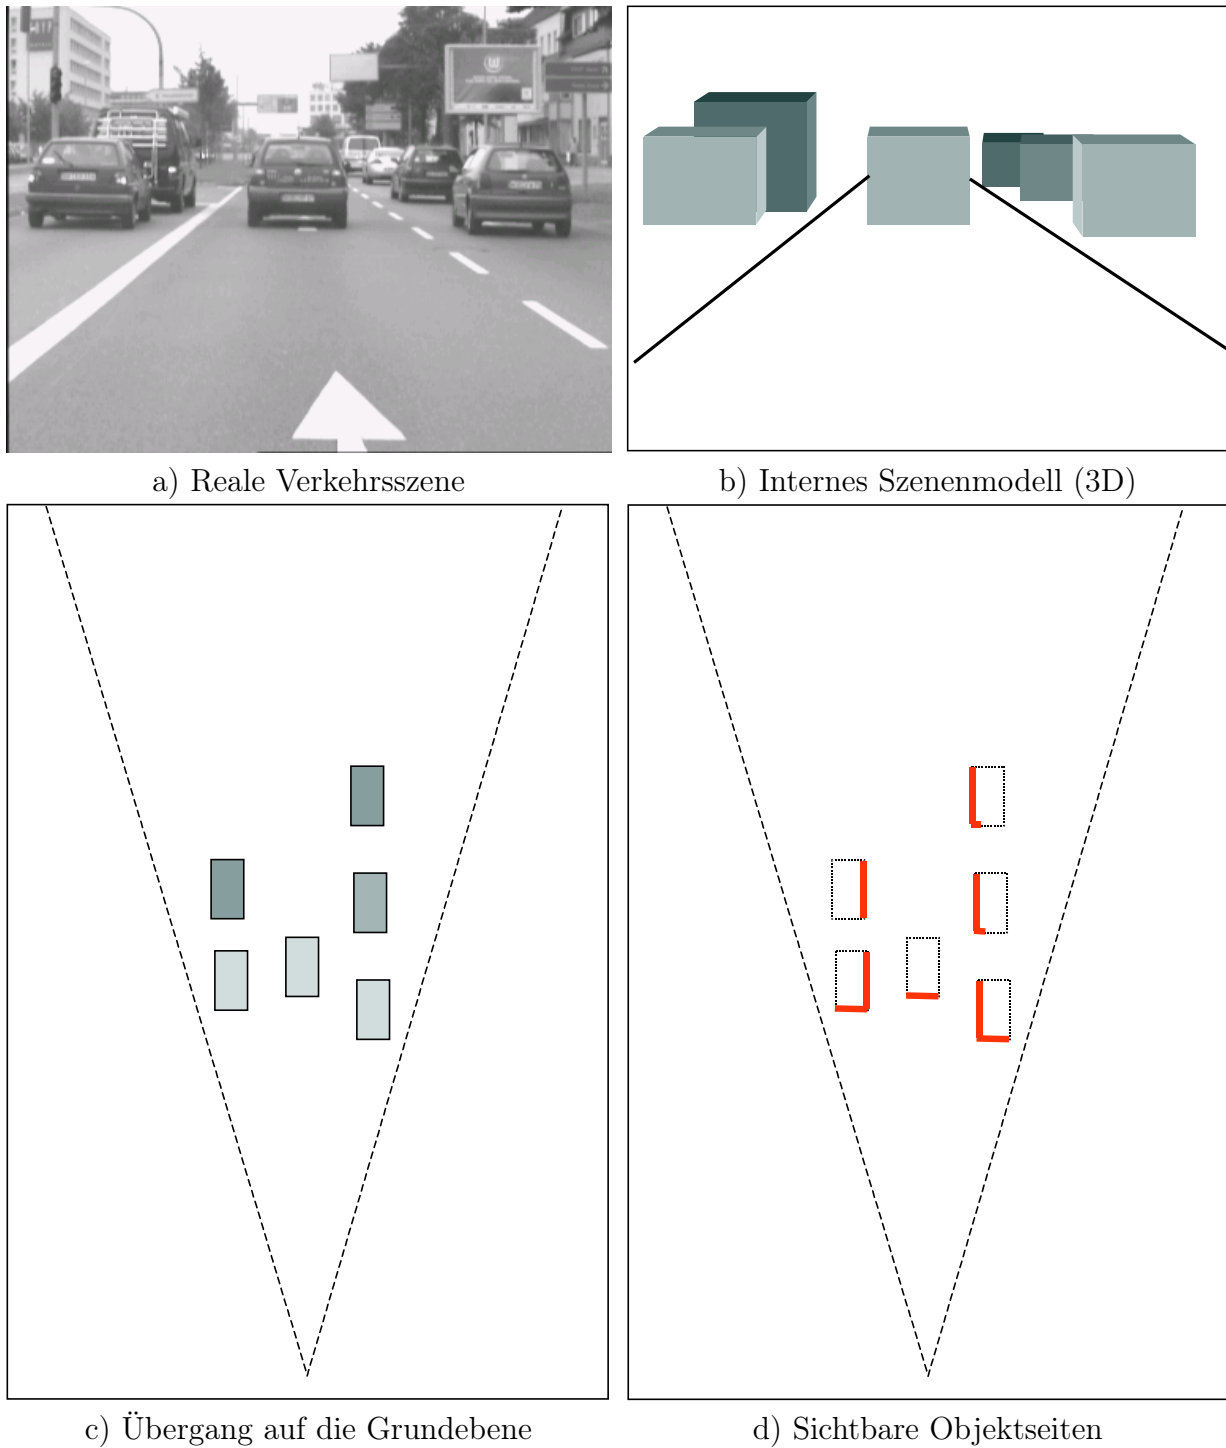 a) Reale Verkehrsszene
b) Internes Szenenmodell (3D)
c) Übergang auf die Grundebene
d) Sichtbare Objektseiten